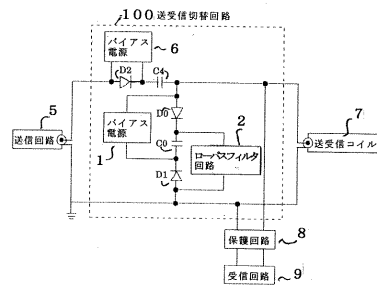 100 送受信切替回路
バイアス
電源
6
D2
C4
5
送信回路
D0
バイアス
電源
1
C0
2
ローパスフィルタ
回路
D1
7
送受信コイル
保護回路
8
受信回路
9